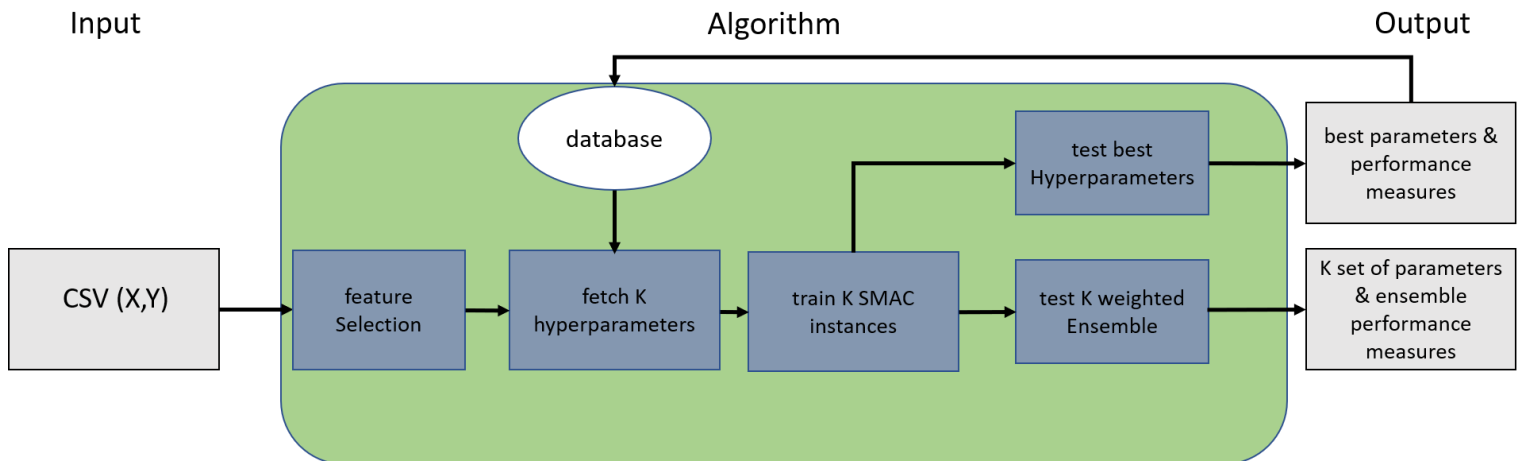 Input
Algorithm
Output
database
test best
Hyperparameters
best parameters &
performance
measures
CSV (X,Y)
feature
Selection
fetch K
hyperparameters
train K SMAC
instances
test K weighted
Ensemble
K set of parameters
& ensemble
performance
measures